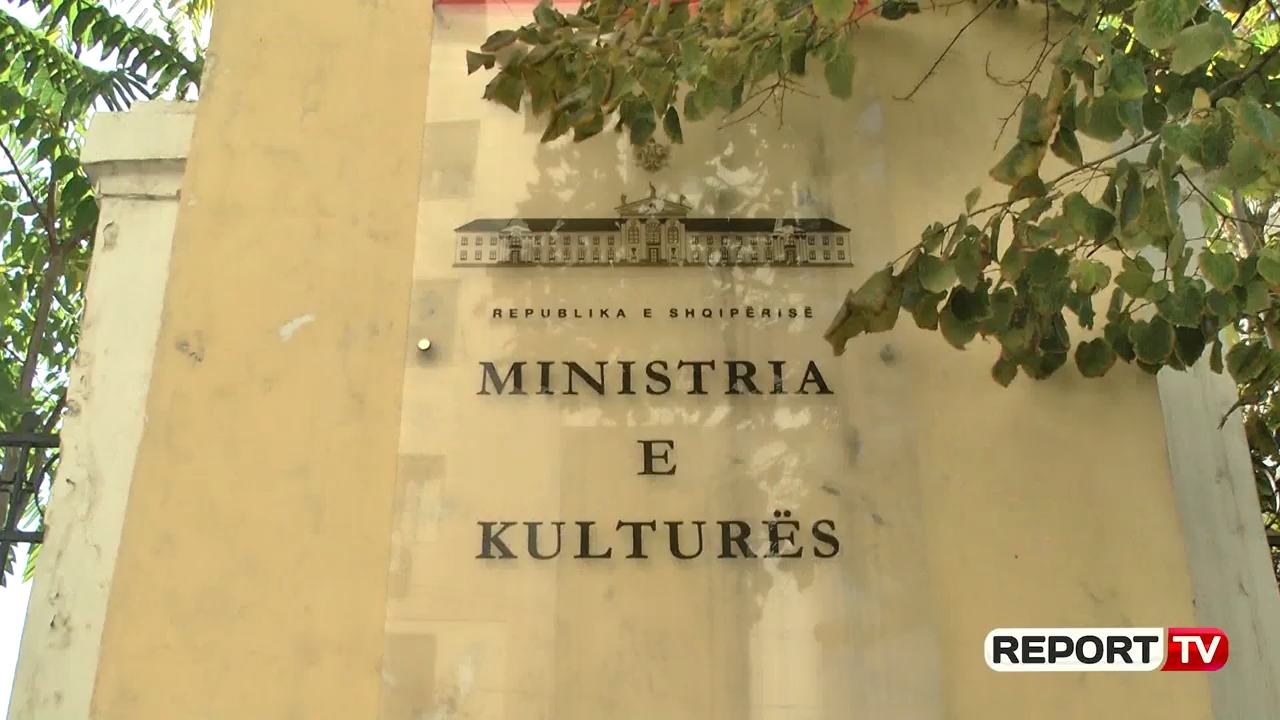 REPUBLIKA E SHQIPËRISË
MINISTRIA
E
KULTURËS
REPORT TV